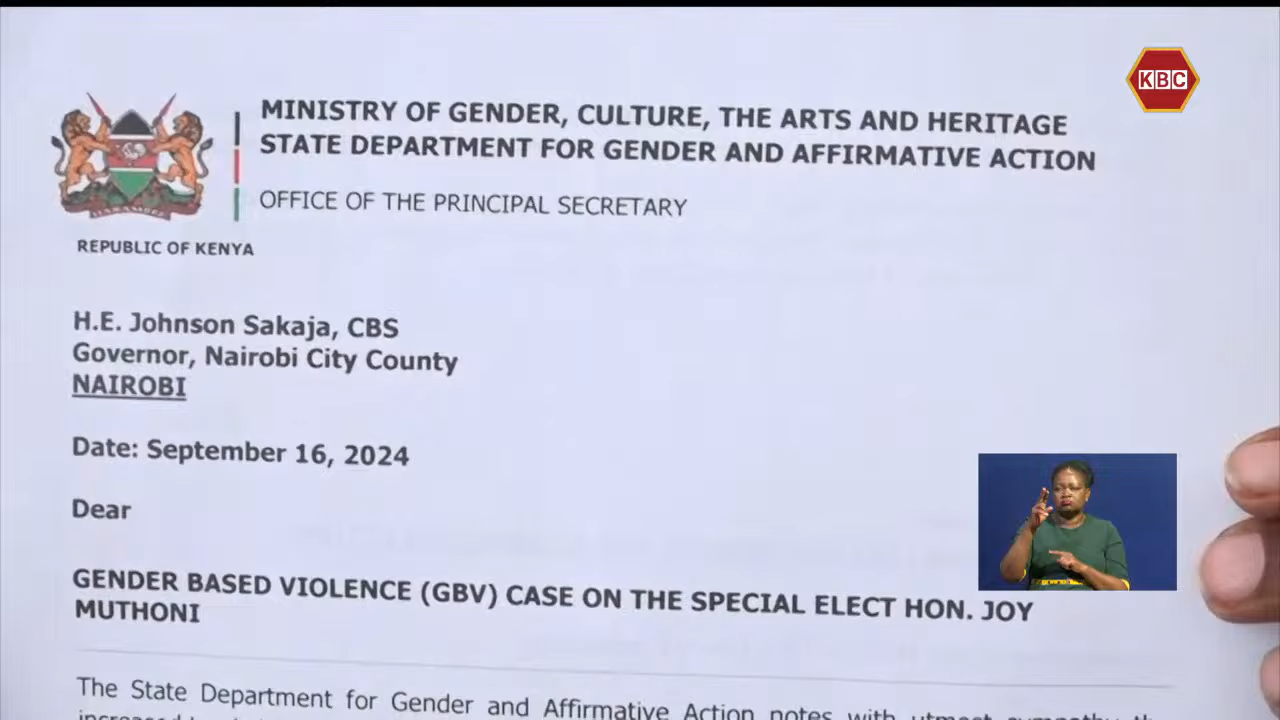 KBC
MINISTRY OF GENDER, CULTURE, THE ARTS AND HERITAGE
STATE DEPARTMENT FOR GENDER AND AFFIRMATIVE ACTION
OFFICE OF THE PRINCIPAL SECRETARY
REPUBLIC OF KENYA
H.E. Johnson Sakaja, CBS
Governor, Nairobi City County
NAIROBI
Date: September 16, 2024
Dear
GENDER BASED VIOLENCE (GBV) CASE ON THE SPECIAL ELECT HON. JOY
MUTHONI
The State Department for Gender and Affirmative Action notes with utmost sympathy